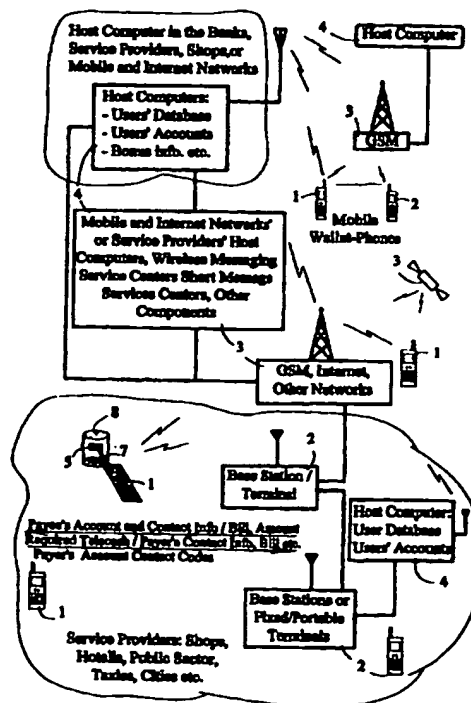 Host Computer in the Banks,
Service Providers, Shops, or
Mobile and Internet Networks
Host Computers:
- Users' Database
- Users' Accounts
- Bonus Info. etc.
4
4
Host Computer
3
GSM
1
2
Mobile
Wallet-Phones
3
1
Mobile and Internet Networks'
or Service Providers' Host
Computers, Wireless Messaging
Service Centers Short Message
Services Centers, Other
Components
3
GSM, Internet,
Other Networks
8
5
7
1
2
Base Station /
Terminal
Payee's Account and Contact Info / Bill, Amount
Required / Payer's Contact Info, Bill etc.
Payer's Account Contact Codes
1
Host Computer-
User Database
Users' Accounts
4
Base Stations or
Fixed/Portable
Terminals
2
1
Service Providers: Shops,
Hotells, Public Sector,
Taxies, Cities etc.